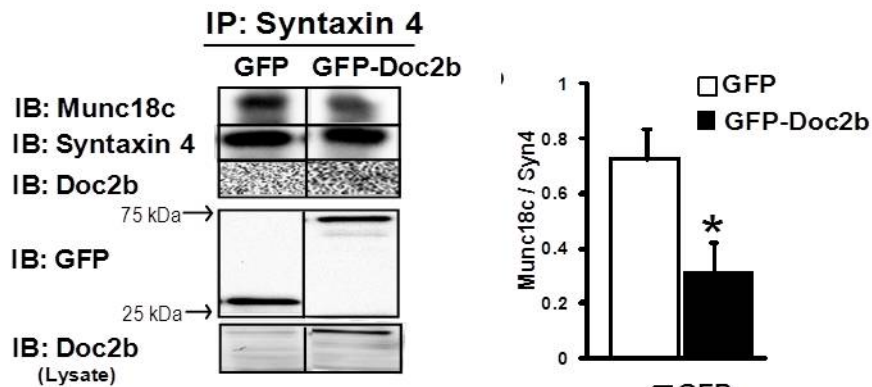 IP: Syntaxin 4
GFP GFP-Doc2b
IB: Munc18c
IB: Syntaxin 4
IB: Doc2b
75 kDa→
IB: GFP
25 kDa→
IB: Doc2b
(Lysate)
GFP
GFP-Doc2b
Munc18c / Syn4
1
0.8
0.6
0.4
0.2
0
*